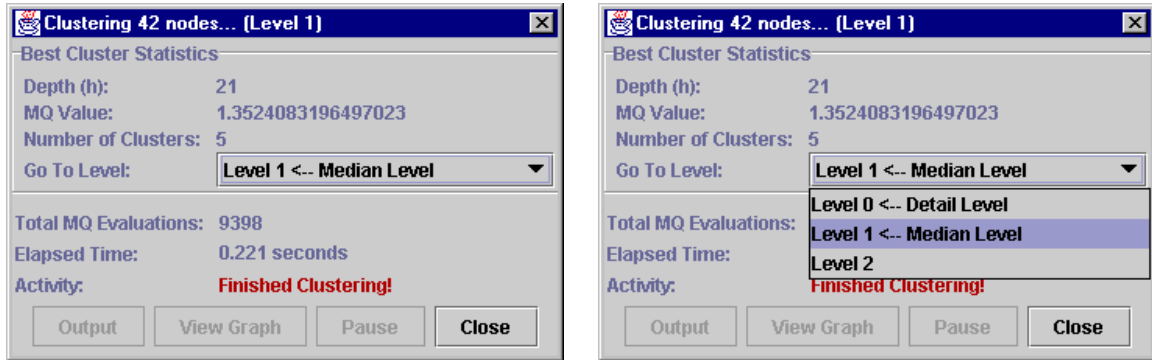 Clustering 42 nodes... (Level 1)
Best Cluster Statistics
Depth (h): 21
MQ Value: 1.3524083196497023
Number of Clusters: 5
Go To Level: Level 1 <-- Median Level
Total MQ Evaluations: 9398
Elapsed Time: 0.221 seconds
Activity: Finished Clustering!
Output View Graph Pause Close
Clustering 42 nodes... (Level 1)
Best Cluster Statistics
Depth (h): 21
MQ Value: 1.3524083196497023
Number of Clusters: 5
Go To Level: Level 1 <-- Median Level
Level 0 <-- Detail Level
Total MQ Evaluations:
Level 1 <-- Median Level
Elapsed Time:
Level 2
Activity: Finished Clustering!
Output View Graph Pause Close